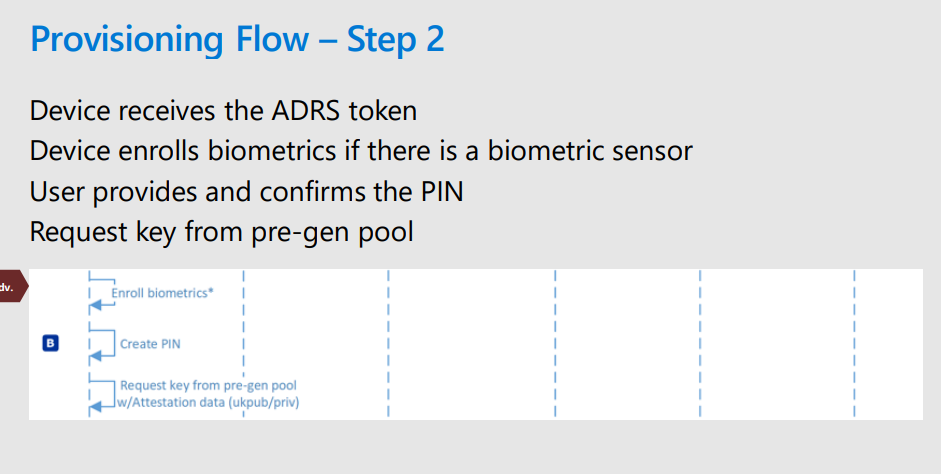 Provisioning Flow – Step 2
Device receives the ADRS token
Device enrolls biometrics if there is a biometric sensor
User provides and confirms the PIN
Request key from pre-gen pool
dv.
Enroll biometrics*
B
Create PIN
Request key from pre-gen pool
w/Attestation data (ukpub/priv)